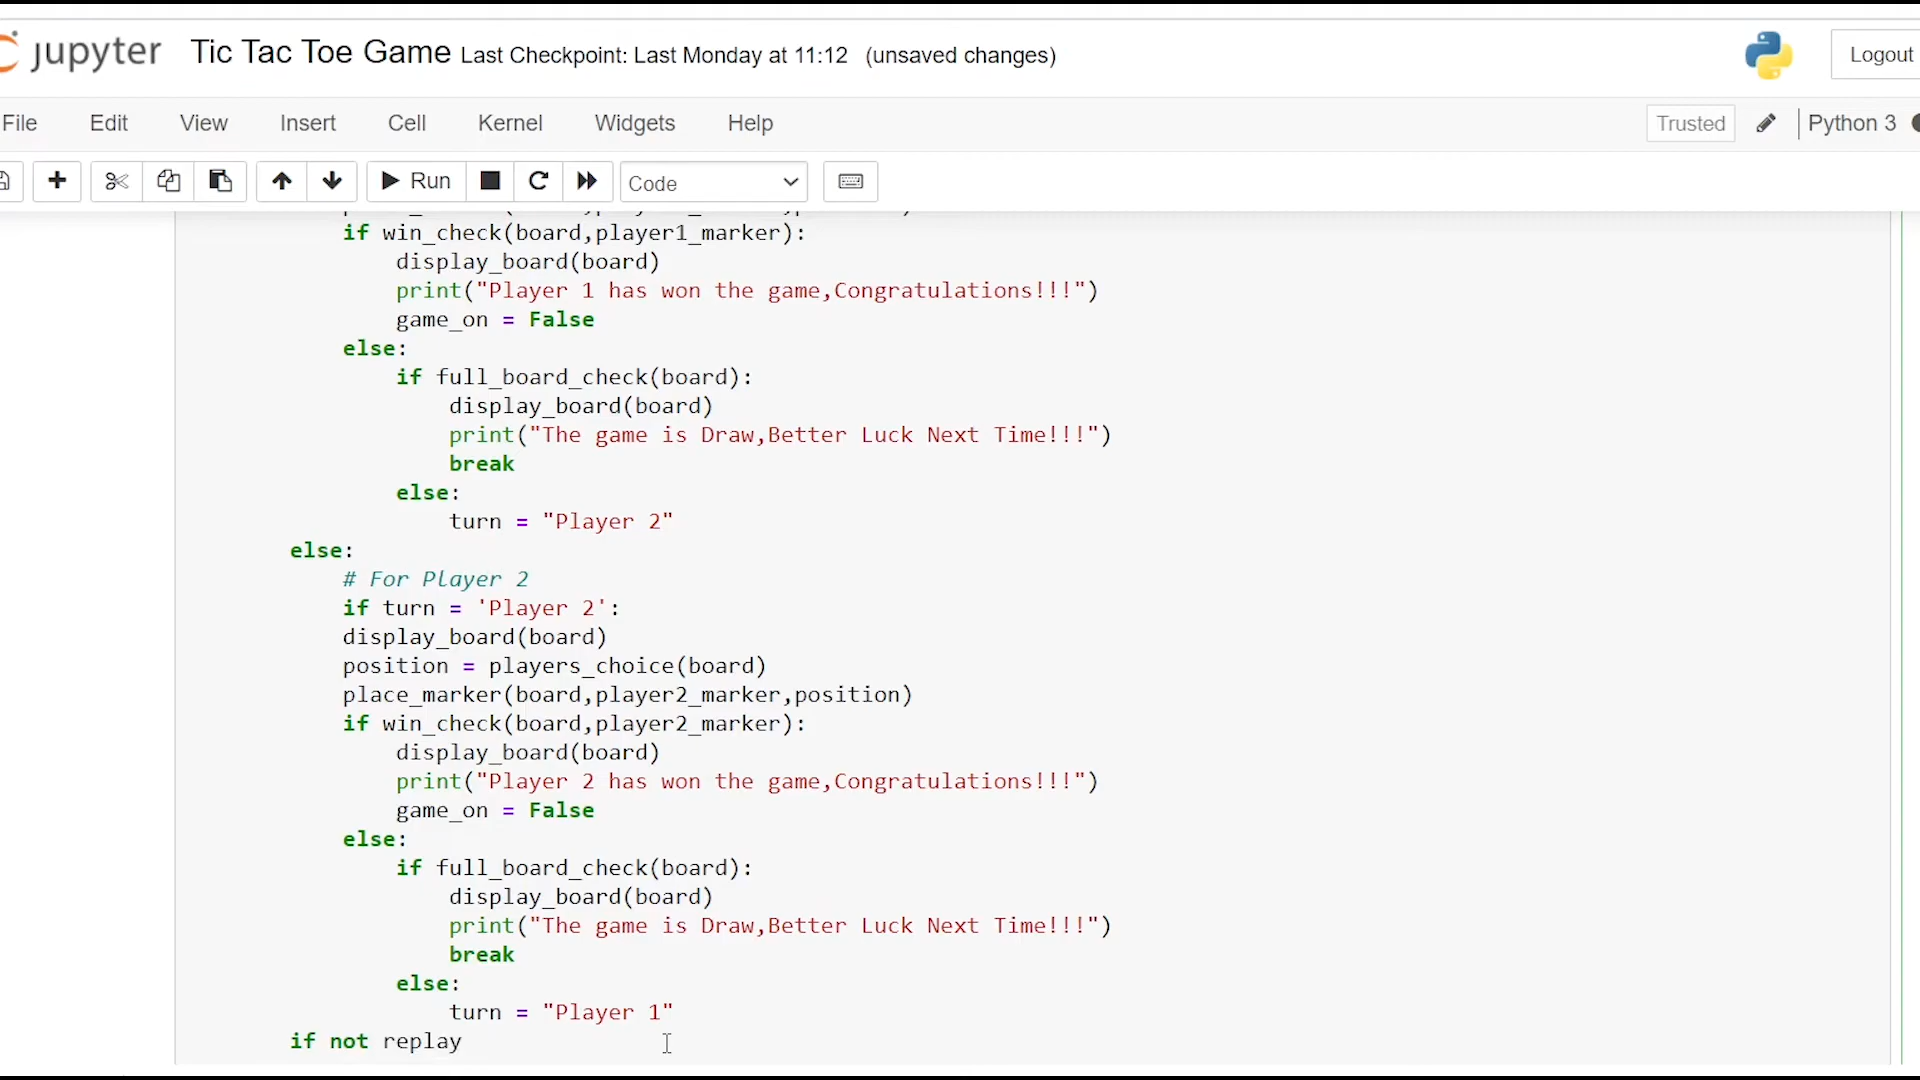 jupyter Tic Tac Toe Game Last Checkpoint: Last Monday at 11:12 (unsaved changes) Logout
File Edit View Insert Cell Kernel Widgets Help Trusted Python 3
Run Code
if win_check(board,player1_marker):
display_board(board)
print("Player 1 has won the game,Congratulations!!!")
game_on = False
else:
if full_board_check(board):
display_board(board)
print("The game is Draw,Better Luck Next Time!!!")
break
else:
turn = "Player 2"
else:
# For Player 2
if turn = 'Player 2':
display_board(board)
position = players_choice(board)
place_marker(board,player2_marker,position)
if win_check(board,player2_marker):
display_board(board)
print("Player 2 has won the game,Congratulations!!!")
game_on = False
else:
if full_board_check(board):
display_board(board)
print("The game is Draw,Better Luck Next Time!!!")
break
else:
turn = "Player 1"
if not replay